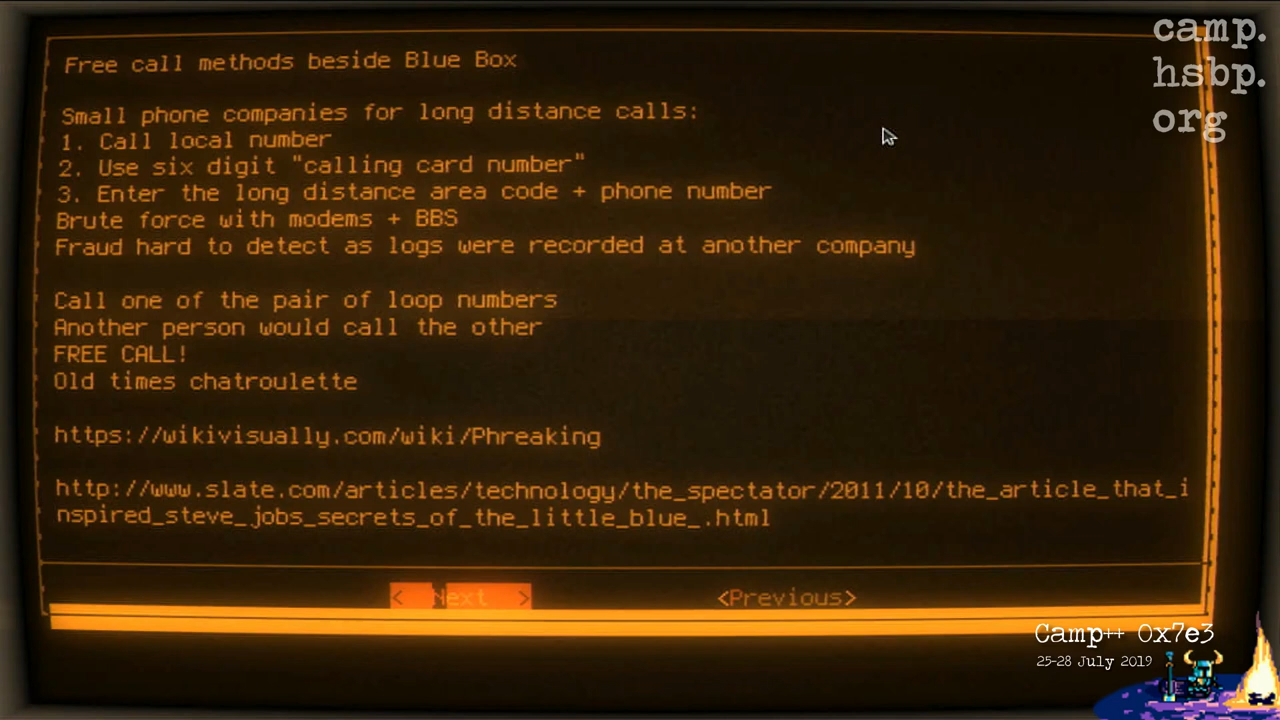 Free call methods beside Blue Box
Small phone companies for long distance calls:
1. Call local number
2. Use six digit "calling card number"
3. Enter the long distance area code + phone number
Brute force with modems + BBS
Fraud hard to detect as logs were recorded at another company
Call one of the pair of loop numbers
Another person would call the other
FREE CALL!
Old times chatroulette
https://wikivisually.com/wiki/Phreaking
http://www.slate.com/articles/technology/the_spectator/2011/10/the_article_that_i
nspired_steve_jobs_secrets_of_the_little_blue_.html
< Next > <Previous>
camp.
hsbp.
org
Camp++ 0x7e3
25-28 July 2019